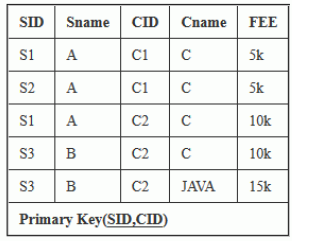 SID Sname CID Cname FEE
S1 A C1 C 5k
S2 A C1 C 5k
S1 A C2 C 10k
S3 B C2 C 10k
S3 B C2 JAVA 15k
Primary Key(SID,CID)